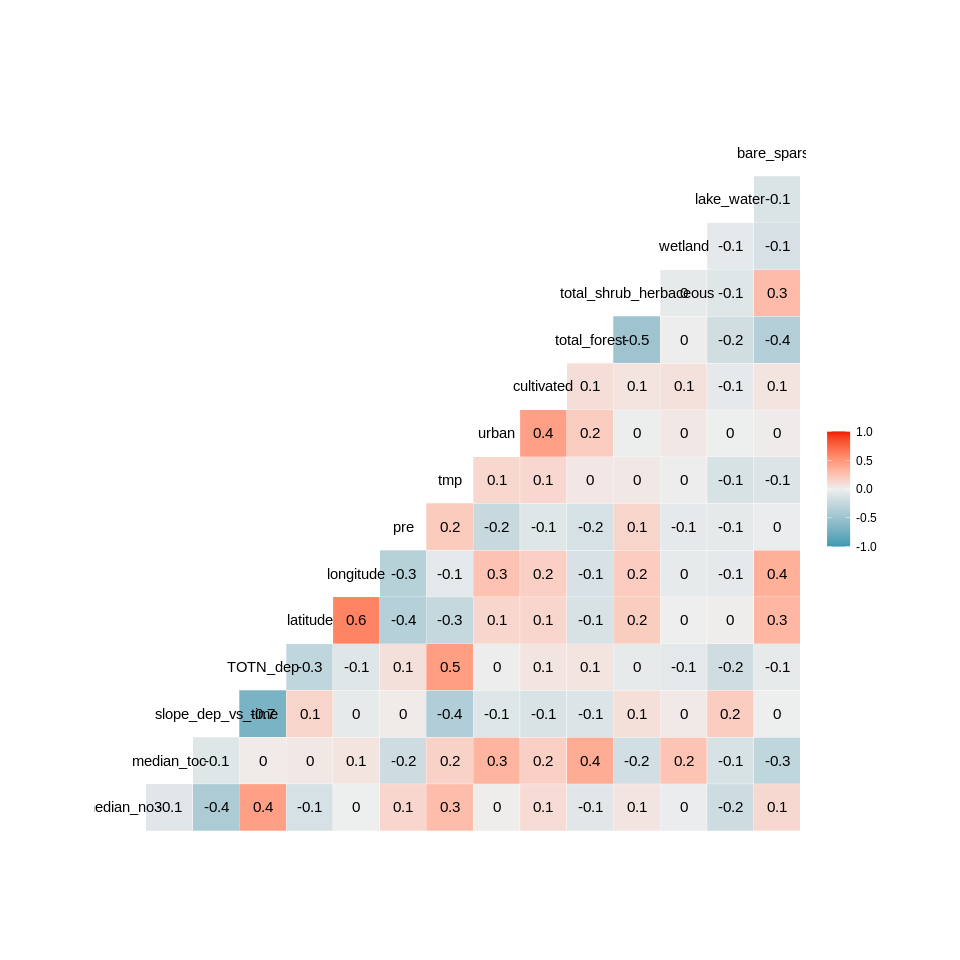 bare_spars
lake_water -0.1
wetland -0.1 -0.1
total_shrub_herbaceous 0 -0.1 0.3
total_forest -0.5 0 -0.2 -0.4
cultivated 0.1 0.1 0.1 -0.1 0.1
urban 0.4 0.2 0 0 0 0
tmp 0.1 0.1 0 0 0 -0.1 -0.1
pre 0.2 -0.2 -0.1 -0.2 0.1 -0.1 -0.1 0
longitude -0.3 -0.1 0.3 0.2 -0.1 0.2 0 -0.1 0.4
latitude 0.6 -0.4 -0.3 0.1 0.1 -0.1 0.2 0 0 0.3
TOTN_dep -0.3 -0.1 0.1 0.5 0 0.1 0.1 0 -0.1 -0.2 -0.1
slope_dep_vs_time -0.7 0.1 0 0 -0.4 -0.1 -0.1 -0.1 0.1 0 0.2 0
median_toc -0.1 0 0 0.1 -0.2 0.2 0.3 0.2 0.4 -0.2 0.2 -0.1 -0.3
edian_no3 -0.1 -0.4 0.4 -0.1 0 0.1 0.3 0 0.1 -0.1 0.1 0 -0.2 0.1
1.0
0.5
0.0
-0.5
-1.0